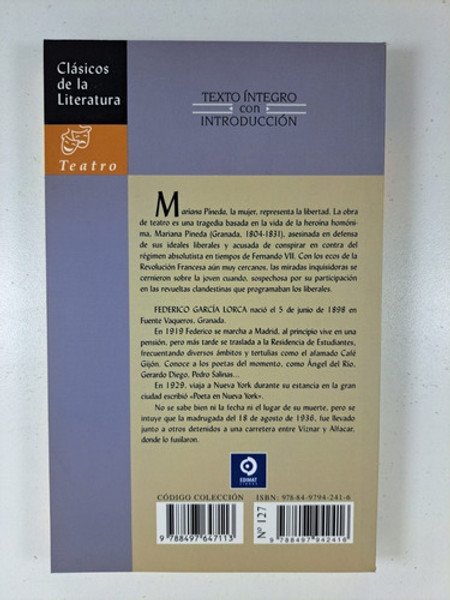 Clásicos
de la
Literatura
Teatro
TEXTO ÍNTEGRO
con
INTRODUCCIÓN
Mariana Pineda, la mujer, representa la libertad. La obra
de teatro es una tragedia basada en la vida de la heroína homóni-
ma, Mariana Pineda (Granada, 1804-1831), asesinada en defensa
de sus ideales liberales y acusada de conspirar en contra del
régimen absolutista en tiempos de Fernando VII. Con los ecos de la
Revolución Francesa aún muy cercanos, las miradas inquisidoras se
cernieron sobre la joven cuando, sospechosa por su participación
en las revueltas clandestinas que programaban los liberales.
FEDERICO GARCÍA LORCA nació el 5 de junio de 1898 en
Fuente Vaqueros, Granada.
En 1919 Federico se marcha a Madrid, al principio vive en una
pensión, pero más tarde se traslada a la Residencia de Estudiantes,
frecuentando diversos ámbitos y tertulias como el afamado Café
Gijón. Conoce a los poetas del momento, como Ángel del Río,
Gerardo Diego, Pedro Salinas...
En 1929, viaja a Nueva York durante su estancia en la gran
ciudad escribió «Poeta en Nueva York».
No se sabe bien ni la fecha ni el lugar de su muerte, pero se
intuye que la madrugada del 18 de agosto de 1936, fue llevado
junto a otros detenidos a una carretera entre Víznar y Alfacar,
donde lo fusilaron.
EDIMAT
LIBROS
CÓDIGO COLECCIÓN
9 788497 647113
ISBN: 978-84-9794-241-6
Nº 127
9 788497 942416